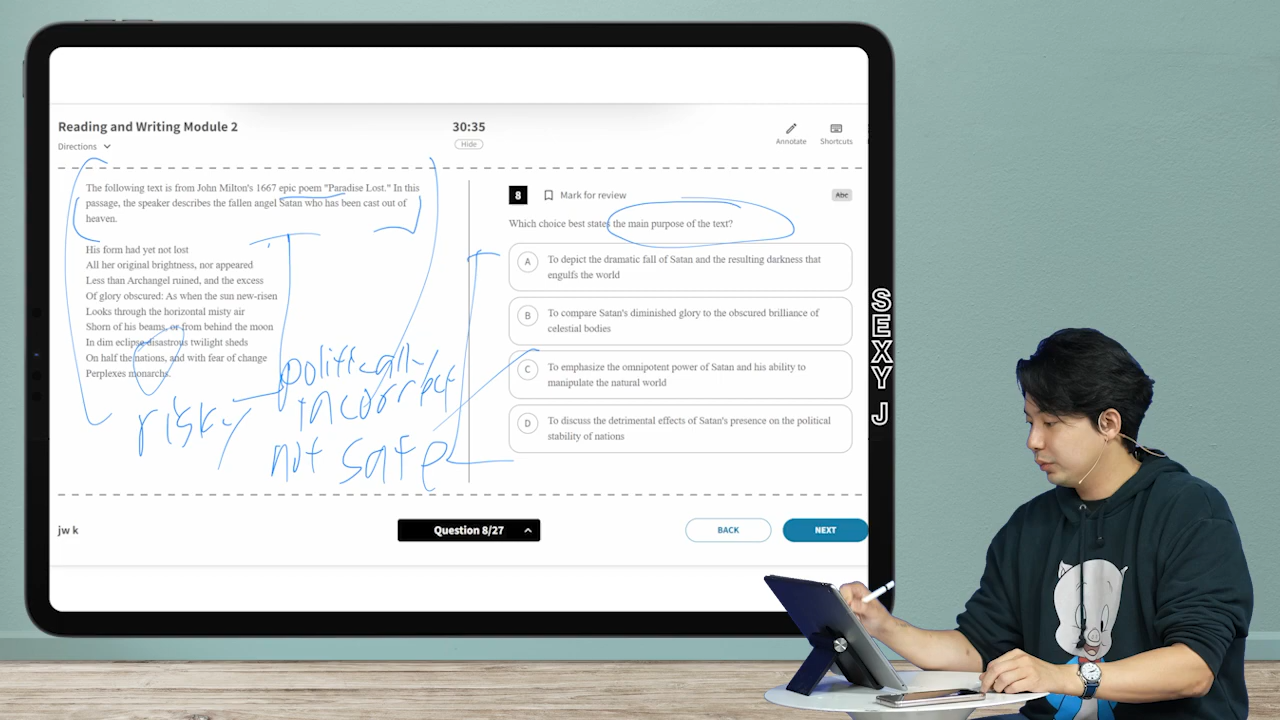 Reading and Writing Module 2
Directions
30:35
Hide
Annotate
Shortcuts
The following text is from John Milton's 1667 epic poem "Paradise Lost." In this
passage, the speaker describes the fallen angel Satan who has been cast out of
heaven.
His form had yet not lost
All her original brightness, nor appeared
Less than Archangel ruined, and the excess
Of glory obscured: As when the sun new-risen
Looks through the horizontal misty air
Shorn of his beams, or from behind the moon
In dim eclipse disastrous twilight sheds
On half the nations, and with fear of change
Perplexes monarchs.
risky
politically
incorrect
not safe
8
Mark for review
Abc
Which choice best states the main purpose of the text?
A
To depict the dramatic fall of Satan and the resulting darkness that
engulfs the world
B
To compare Satan's diminished glory to the obscured brilliance of
celestial bodies
C
To emphasize the omnipotent power of Satan and his ability to
manipulate the natural world
D
To discuss the detrimental effects of Satan's presence on the political
stability of nations
jw k
Question 8/27
BACK
NEXT
SEXY J